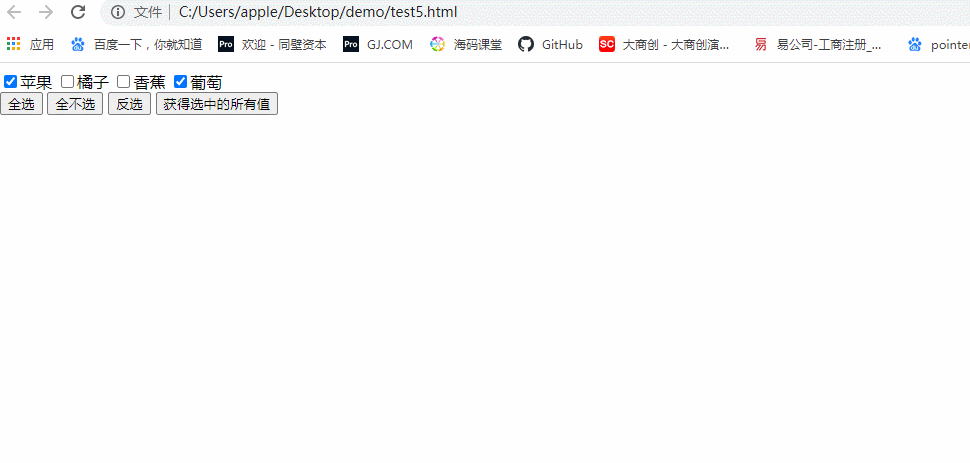 文件 C:/Users/apple/Desktop/demo/test5.html
应用 百度一下，你就知道 Pro 欢迎 - 同壁资本 Pro GJ.COM 海码课堂 GitHub SC 大商创 - 大商创演... 易 易公司-工商注册_... pointer
苹果 橘子 香蕉 葡萄
全选 全不选 反选 获得选中的所有值